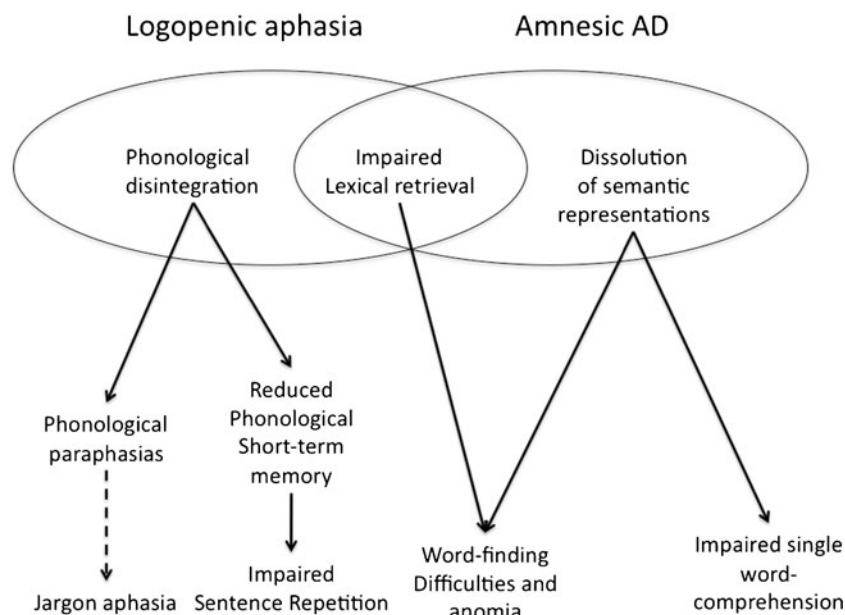 Logopenic aphasia
Amnesic AD
Phonological
disintegration
Impaired
Lexical retrieval
Dissolution
of semantic
representations
Phonological
paraphasias
Reduced
Phonological
Short-term
memory
Jargon aphasia
Impaired
Sentence Repetition
Word-finding
Difficulties and
anomia
Impaired single
word-
comprehension